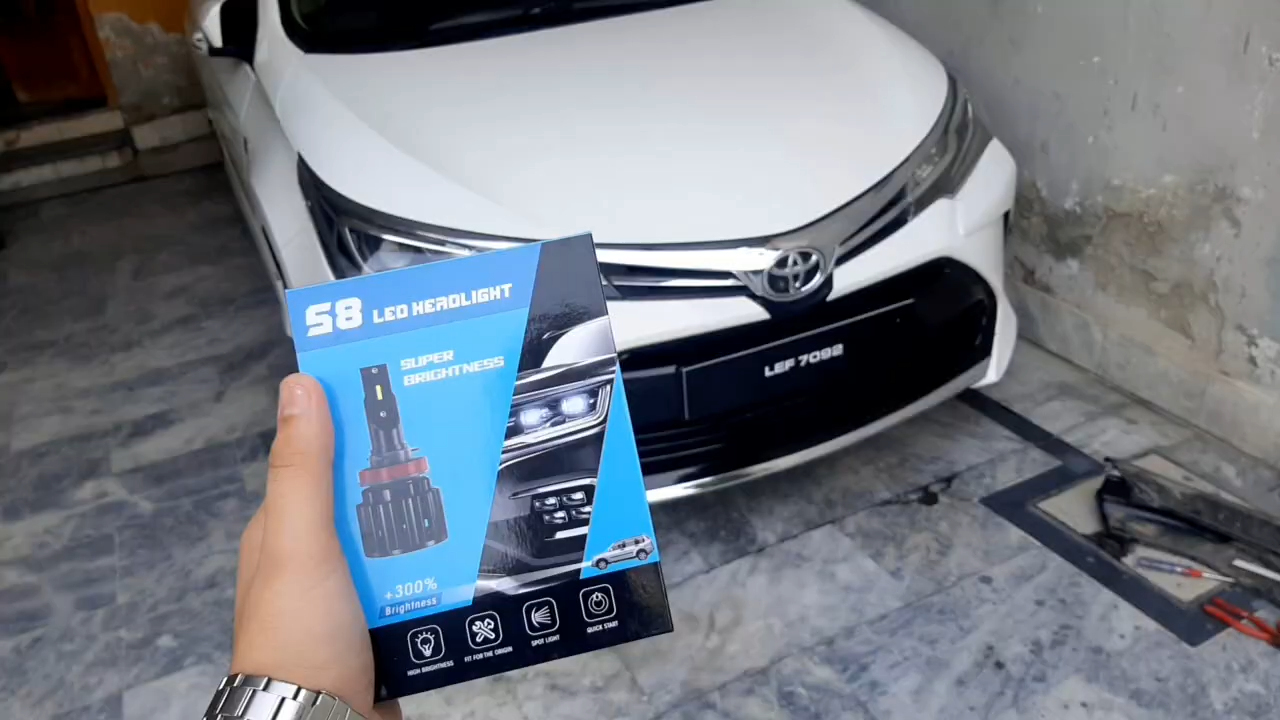 S8 LED HEADLIGHT
SUPER
BRIGHTNESS
+300%
Brightness
HIGH BRIGHTNESS
FIT FOR THE ORIGIN
SPOT LIGHT
QUICK START
LEF 7092